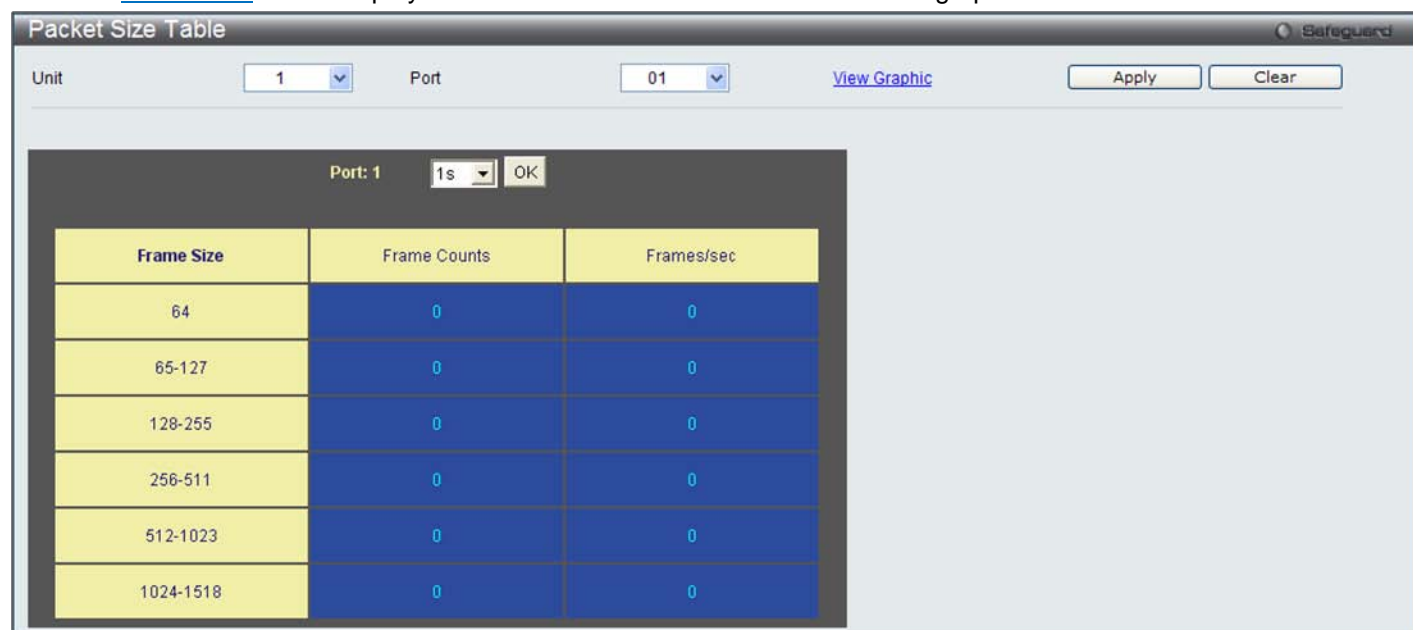 Packet Size Table Safeguard
Unit 1 Port 01 View Graphic Apply Clear
Port: 1 1s OK
Frame Size Frame Counts Frames/sec
64 0 0
65-127 0 0
128-255 0 0
256-511 0 0
512-1023 0 0
1024-1518 0 0